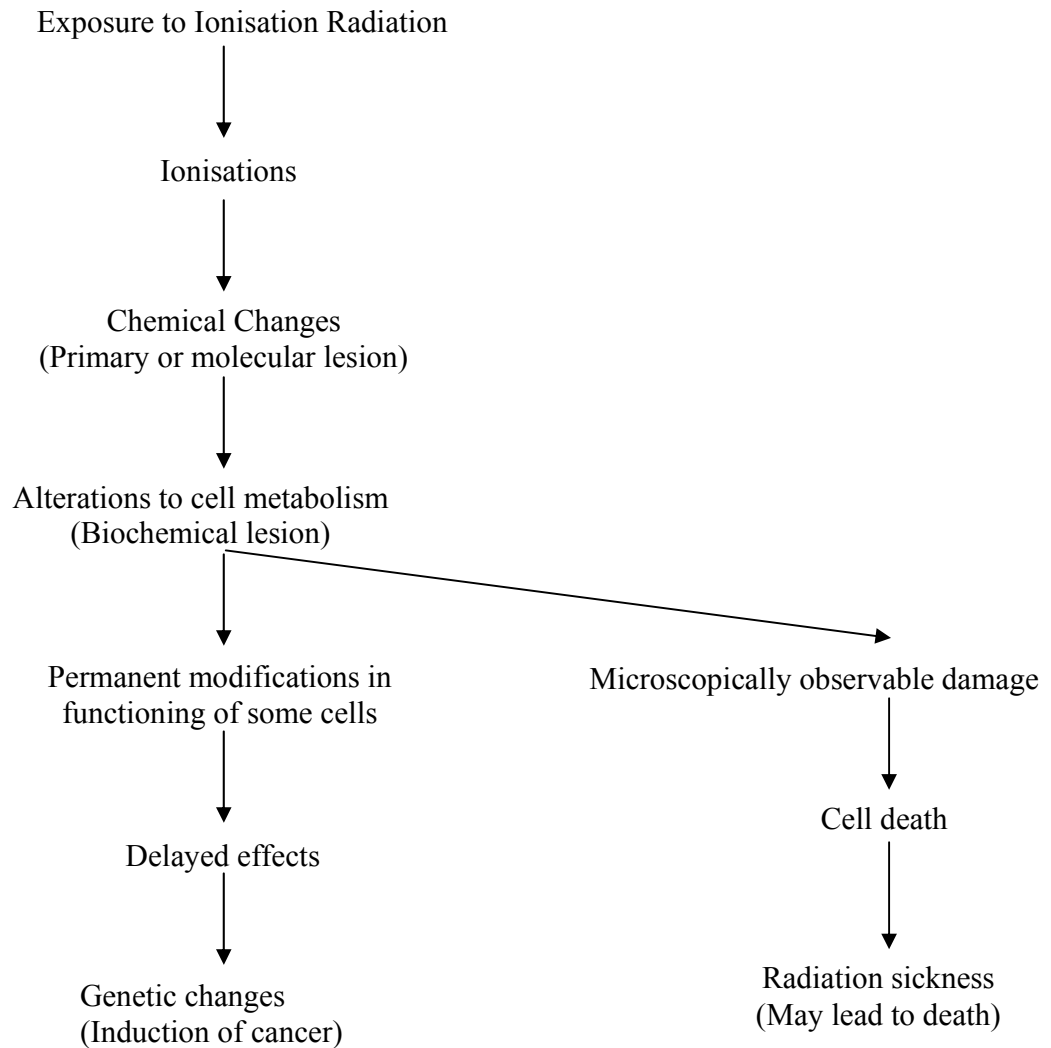 Exposure to Ionisation Radiation
Ionisations
Chemical Changes
(Primary or molecular lesion)
Alterations to cell metabolism
(Biochemical lesion)
Permanent modifications in
functioning of some cells
Delayed effects
Genetic changes
(Induction of cancer)
Microscopically observable damage
Cell death
Radiation sickness
(May lead to death)